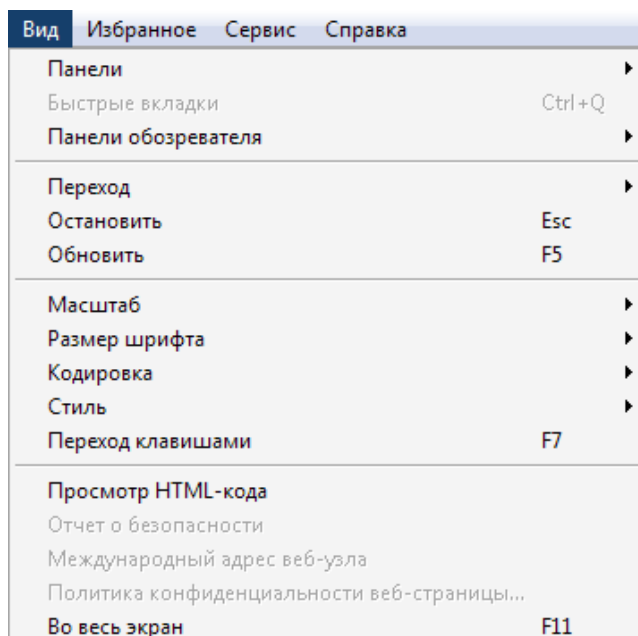 Вид Избранное Сервис Справка
Панели
Быстрые вкладки Ctrl+Q
Панели обозревателя
Переход
Остановить Esc
Обновить F5
Масштаб
Размер шрифта
Кодировка
Стиль
Переход клавишами F7
Просмотр HTML-кода
Отчет о безопасности
Международный адрес веб-узла
Политика конфиденциальности веб-страницы...
Во весь экран F11